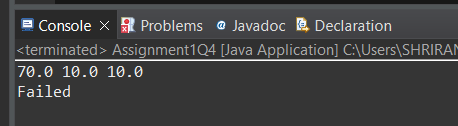 Console Problems Javadoc Declaration
<terminated> Assignment1Q4 [Java Application] C:\Users\SHRIRAN
70.0 10.0 10.0
Failed